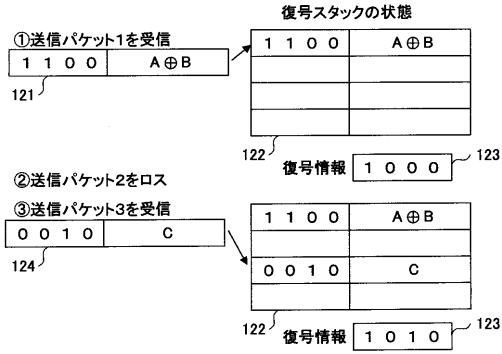 復号スタックの状態
①送信パケット1を受信
1 1 0 0 A⊕B
121
1 1 0 0 A⊕B
122
復号情報 1 0 0 0
123
②送信パケット2をロス
③送信パケット3を受信
0 0 1 0 C
124
1 1 0 0 A⊕B
0 0 1 0 C
122
復号情報 1 0 1 0
123